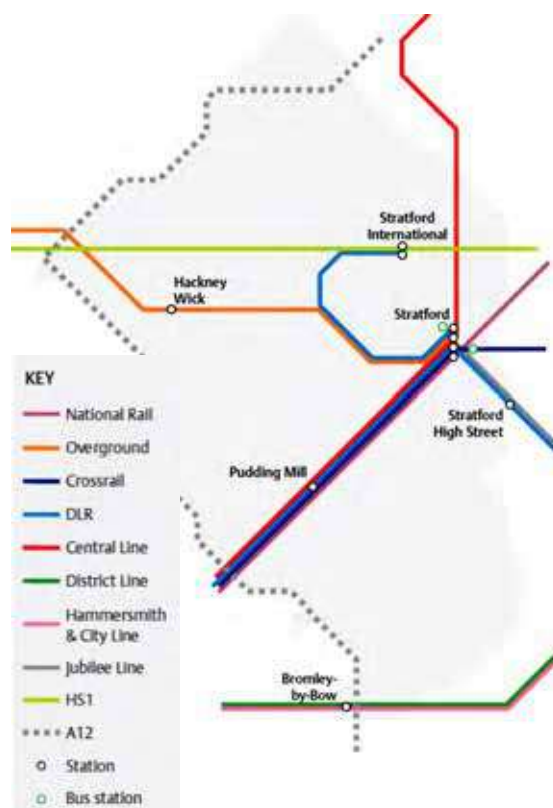 Stratford
International
Hackney
Wick
Stratford
KEY
National Rail
Overground
Crossrail
DLR
Central Line
District Line
Hammersmith
& City Line
Jubilee Line
HS1
A12
Station
Bus station
Stratford
High Street
Pudding Mill
Bromley-
by-Bow